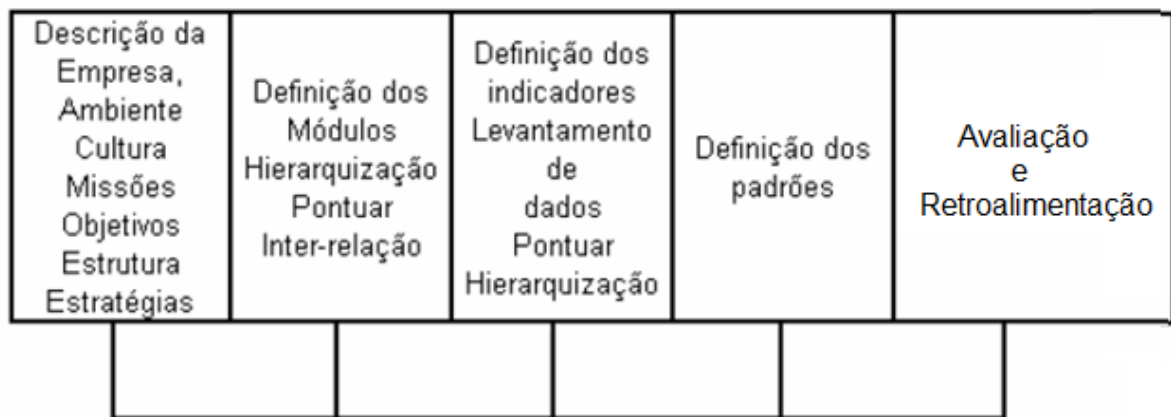 Descrição da
Empresa,
Ambiente
Cultura
Missões
Objetivos
Estrutura
Estratégias
Definição dos
Módulos
Hierarquização
Pontuar
Inter-relação
Definição dos
indicadores
Levantamento
de
dados
Pontuar
Hierarquização
Definição dos
padrões
Avaliação
e
Retroalimentação